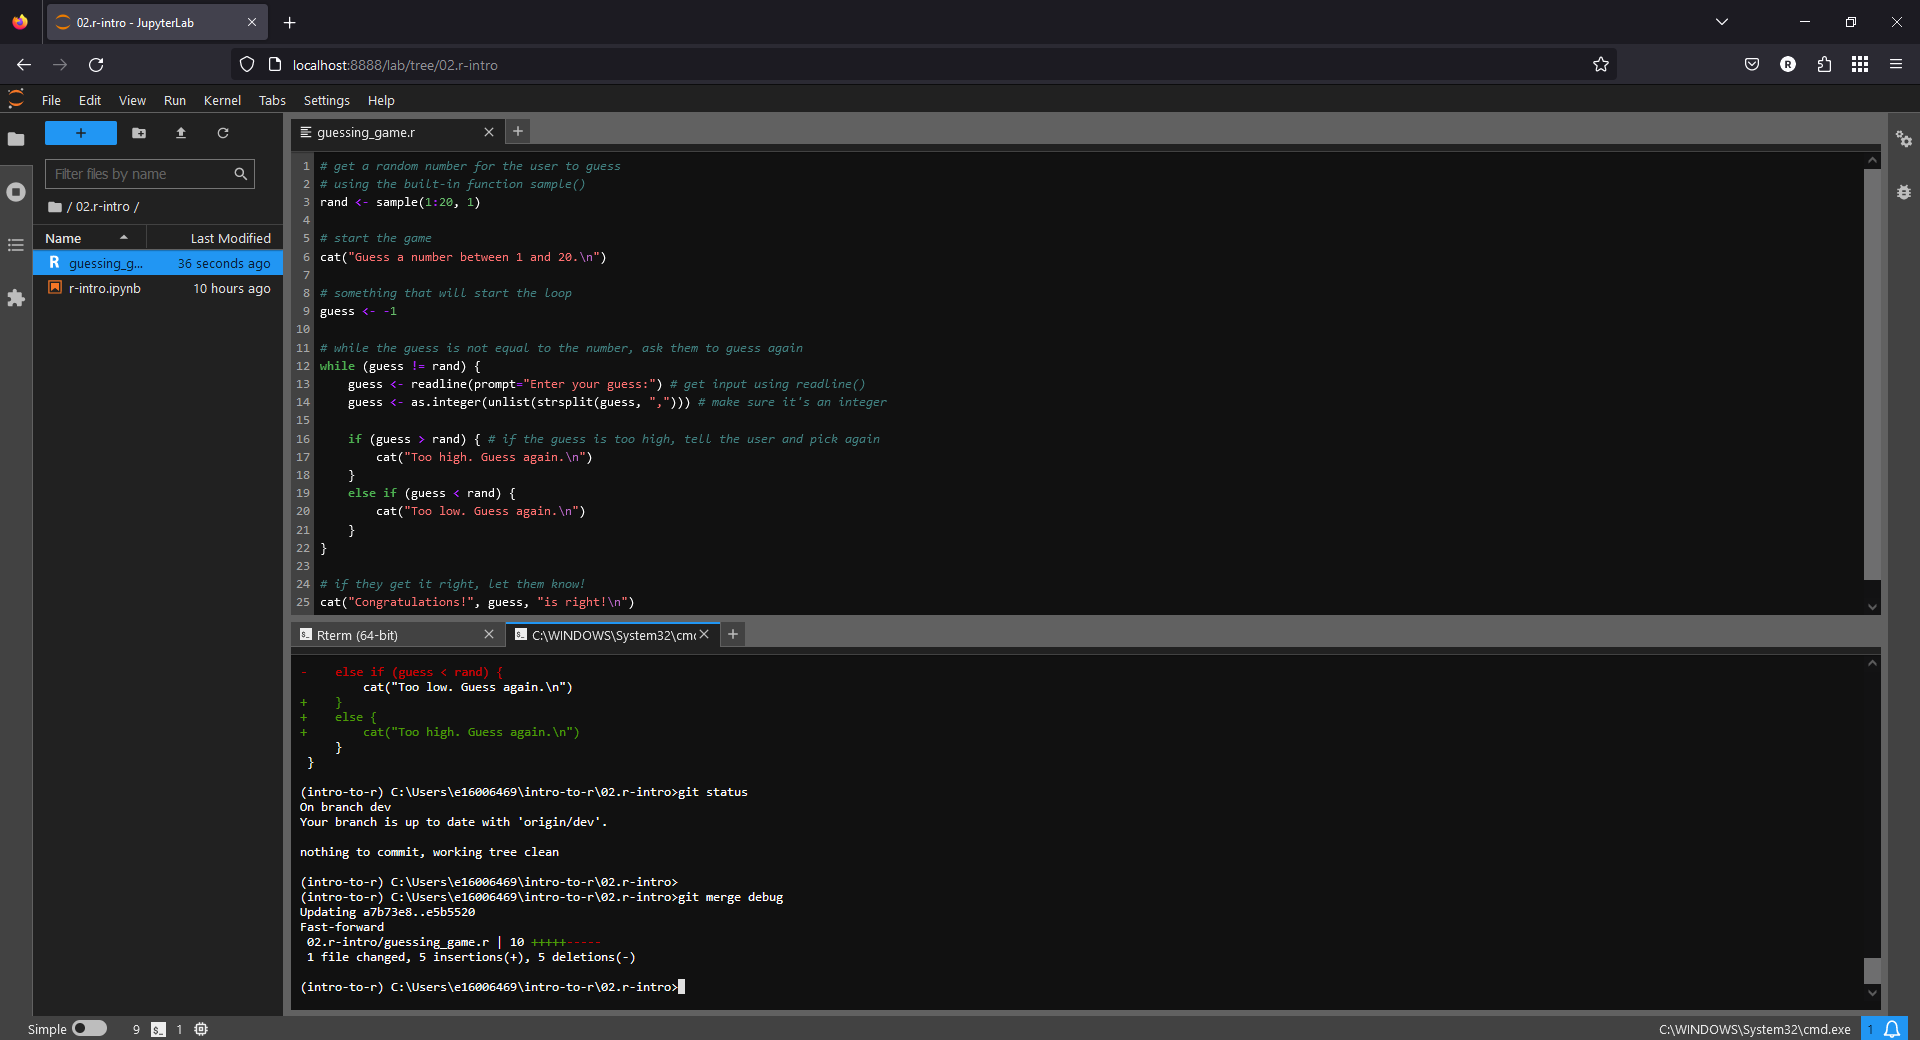 02.r-intro - JupyterLab
localhost:8888/lab/tree/02.r-intro
R
File Edit View Run Kernel Tabs Settings Help
guessing_game.r
Filter files by name
/ 02.r-intro /
Name Last Modified
R guessing_g... 36 seconds ago
r-intro.ipynb 10 hours ago
1 # get a random number for the user to guess
2 # using the built-in function sample()
3 rand <- sample(1:20, 1)
4
5 # start the game
6 cat("Guess a number between 1 and 20.\n")
7
8 # something that will start the loop
9 guess <- -1
10
11 # while the guess is not equal to the number, ask them to guess again
12 while (guess != rand) {
13     guess <- readline(prompt="Enter your guess:") # get input using readline()
14     guess <- as.integer(unlist(strsplit(guess, ","))) # make sure it's an integer
15
16     if (guess > rand) { # if the guess is too high, tell the user and pick again
17         cat("Too high. Guess again.\n")
18     }
19     else if (guess < rand) {
20         cat("Too low. Guess again.\n")
21     }
22 }
23
24 # if they get it right, let them know!
25 cat("Congratulations!", guess, "is right!\n")
Rterm (64-bit) C:\WINDOWS\System32\cmd
-    else if (guess < rand) {
         cat("Too low. Guess again.\n")
+    }
+    else {
+        cat("Too high. Guess again.\n")
     }
 }
(intro-to-r) C:\Users\e16006469\intro-to-r\02.r-intro>git status
On branch dev
Your branch is up to date with 'origin/dev'.
nothing to commit, working tree clean
(intro-to-r) C:\Users\e16006469\intro-to-r\02.r-intro>
(intro-to-r) C:\Users\e16006469\intro-to-r\02.r-intro>git merge debug
Updating a7b73e8..e5b5520
Fast-forward
 02.r-intro/guessing_game.r | 10 +++++-----
 1 file changed, 5 insertions(+), 5 deletions(-)
(intro-to-r) C:\Users\e16006469\intro-to-r\02.r-intro>
Simple 9 1 C:\WINDOWS\System32\cmd.exe 1